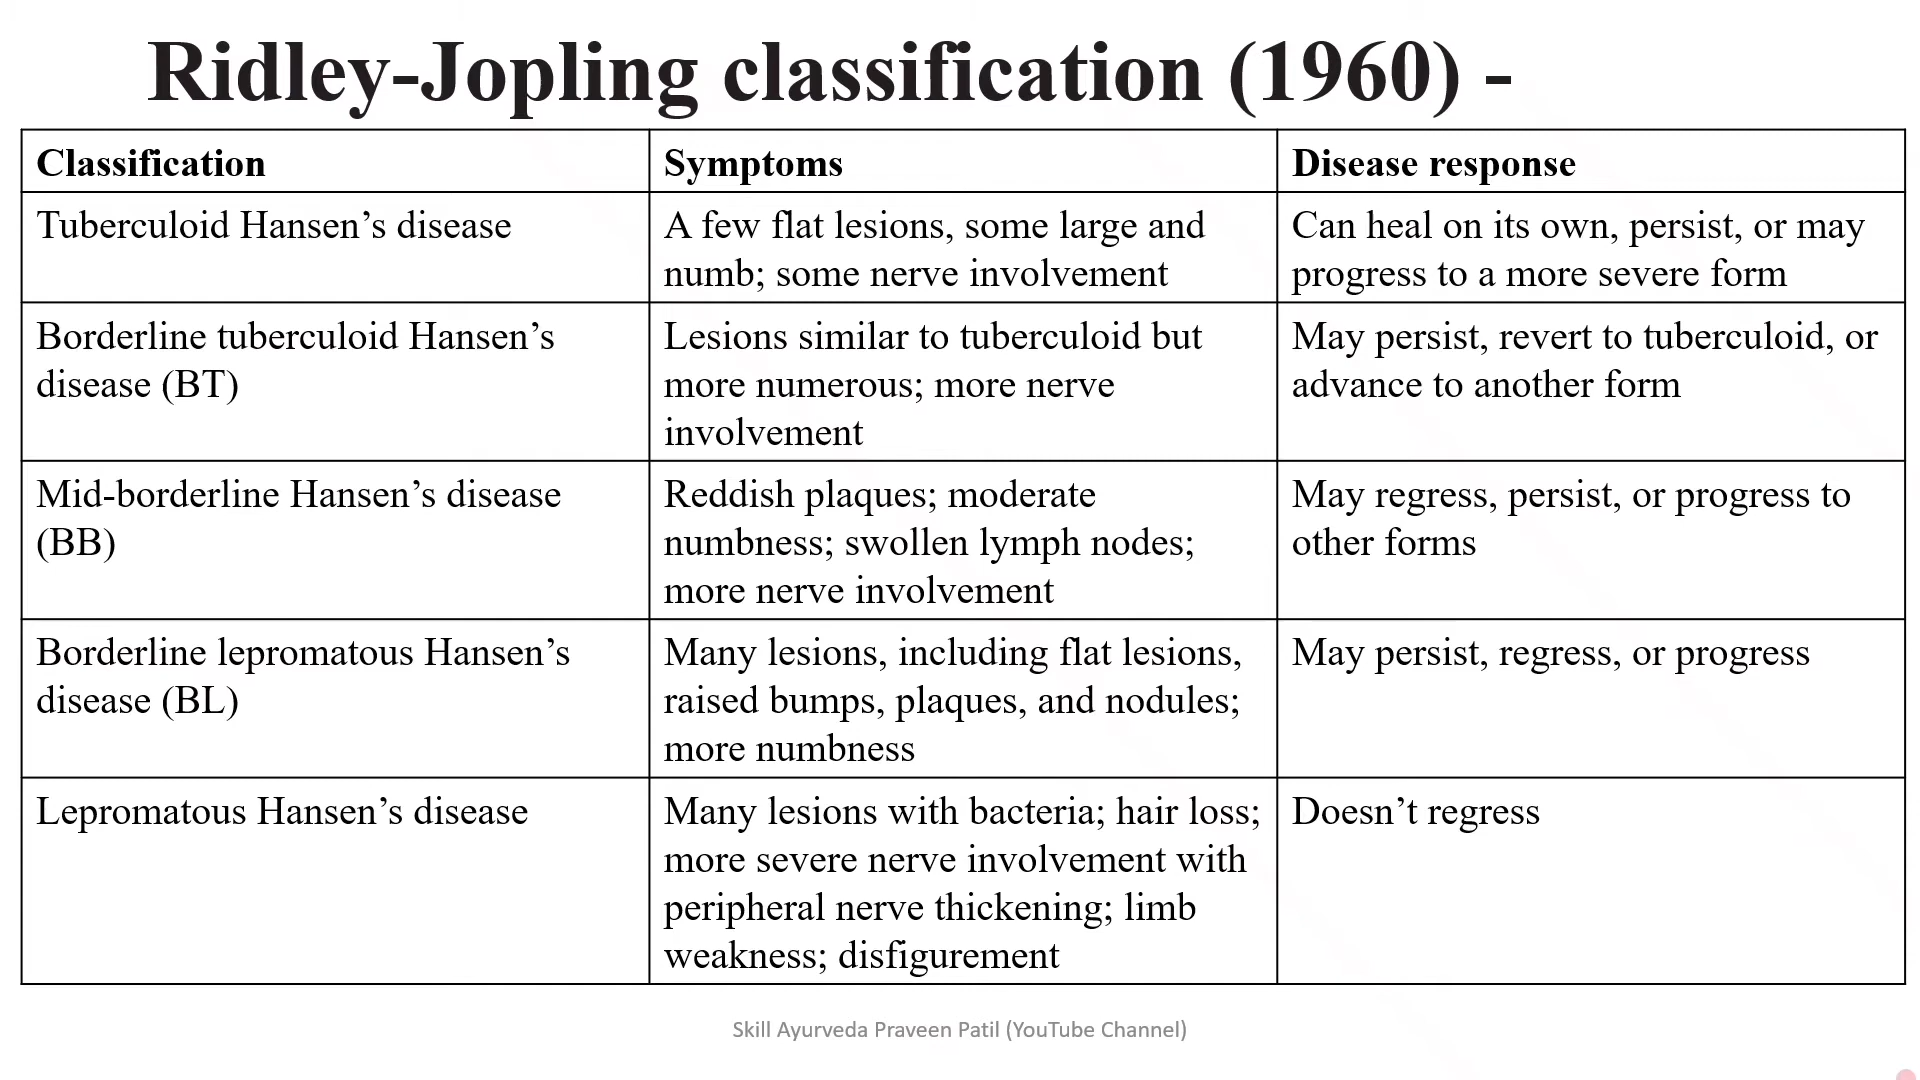 Ridley-Jopling classification (1960) -
Classification
Symptoms
Disease response
Tuberculoid Hansen’s disease
A few flat lesions, some large and
numb; some nerve involvement
Can heal on its own, persist, or may
progress to a more severe form
Borderline tuberculoid Hansen’s
disease (BT)
Lesions similar to tuberculoid but
more numerous; more nerve
involvement
May persist, revert to tuberculoid, or
advance to another form
Mid-borderline Hansen’s disease
(BB)
Reddish plaques; moderate
numbness; swollen lymph nodes;
more nerve involvement
May regress, persist, or progress to
other forms
Borderline lepromatous Hansen’s
disease (BL)
Many lesions, including flat lesions,
raised bumps, plaques, and nodules;
more numbness
May persist, regress, or progress
Lepromatous Hansen’s disease
Many lesions with bacteria; hair loss;
more severe nerve involvement with
peripheral nerve thickening; limb
weakness; disfigurement
Doesn’t regress
Skill Ayurveda Praveen Patil (YouTube Channel)